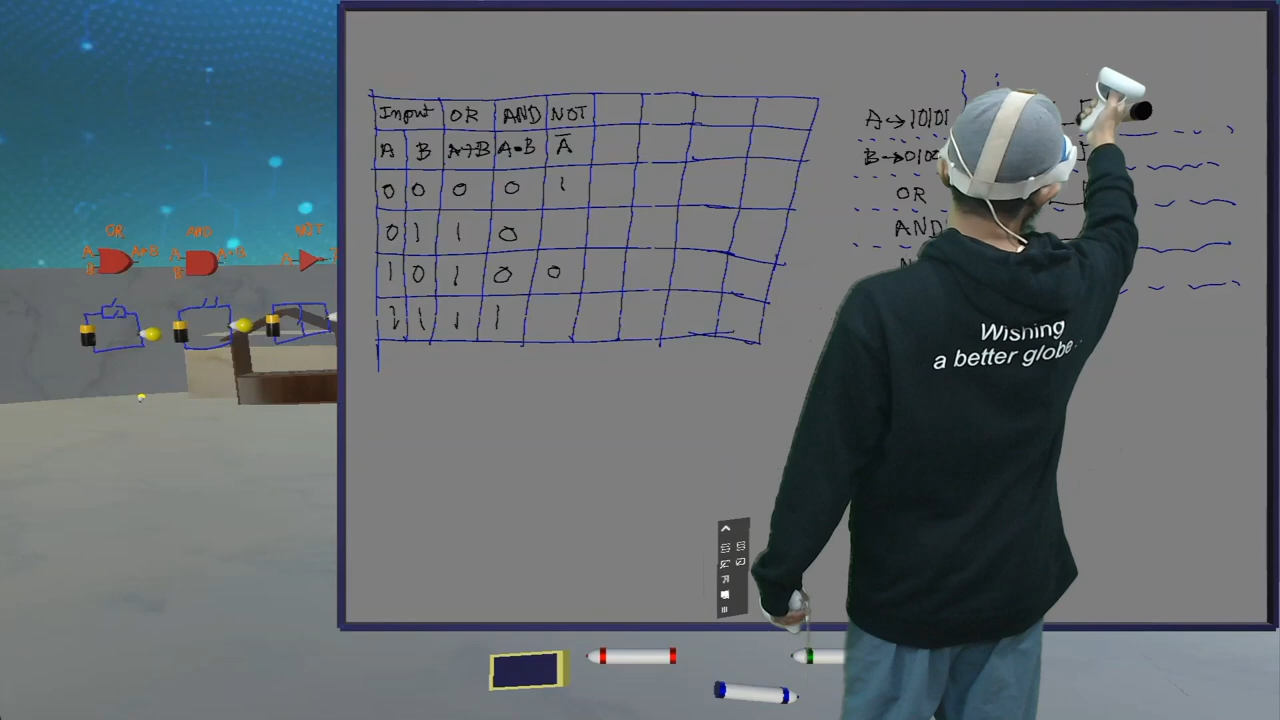 Input OR AND NOT
A B A+B A•B A̅
0 0 0 0 1
0 1 1 0
1 0 1 0 0
1 1 1 1
A→10101
B→010
OR
AND
OR
A
B
A+B
AND
A
B
NOT
A
Wishing
a better globe..